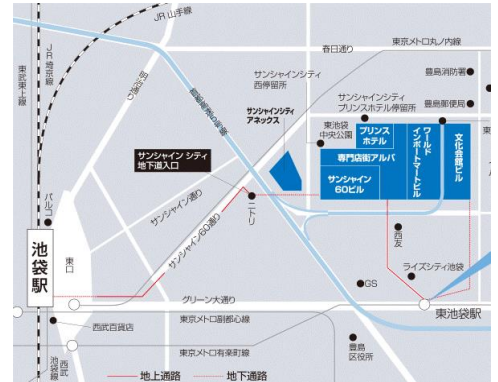 JR山手線
JR埼京線
東武東上線
明治通り
春日通り
東京メトロ丸ノ内線
豊島消防署
豊島郵便局
サンシャインシティ
西停留所
サンシャインシティ
プリンスホテル停留所
サンシャインシティ
アネックス
東池袋
中央公園
プリンス
ホテル
専門店街アルパ
サンシャイン
60ビル
ワールド
インポートマートビル
文化会館ビル
サンシャイン シティ
地下道入口
ニトリ
サンシャイン通り
サンシャイン60通り
パルコ
池袋駅
東口
西友
ライズシティ池袋
GS
グリーン大通り
東池袋駅
西武百貨店
東京メトロ副都心線
東京メトロ有楽町線
西武
池袋線
豊島
区役所
地上通路
地下通路